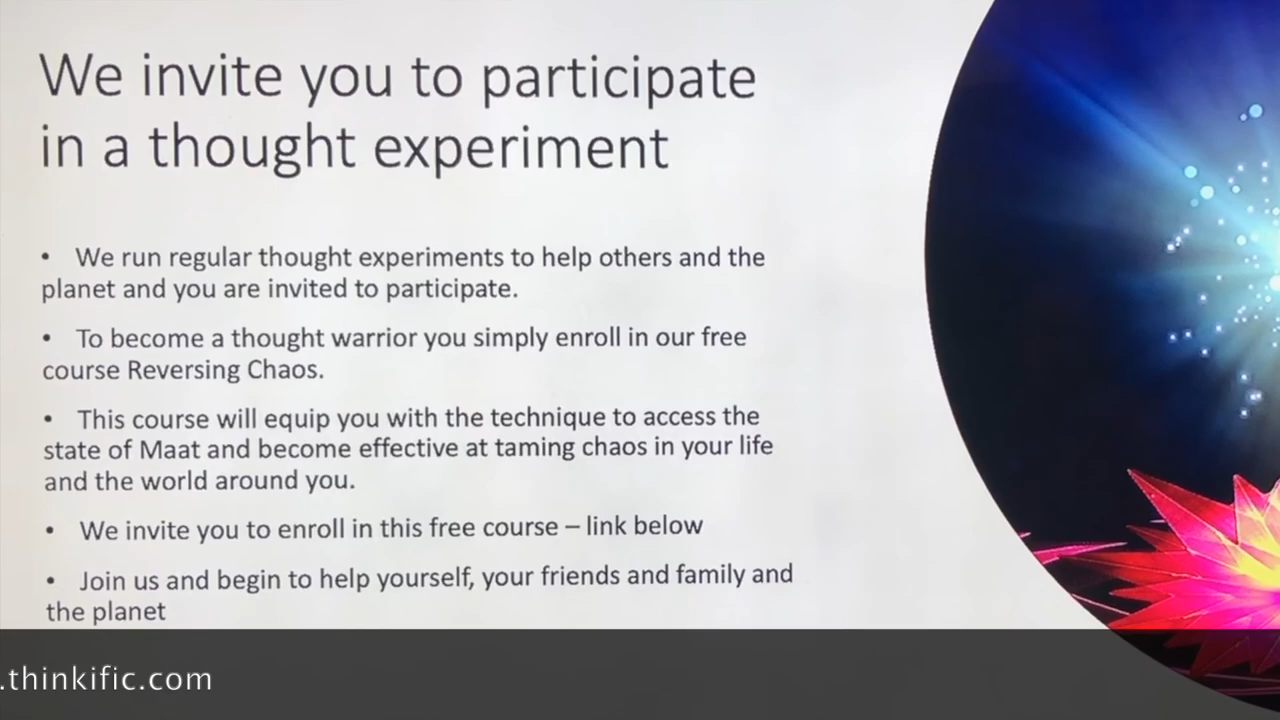 We invite you to participate
in a thought experiment
• We run regular thought experiments to help others and the
planet and you are invited to participate.
• To become a thought warrior you simply enroll in our free
course Reversing Chaos.
• This course will equip you with the technique to access the
state of Maat and become effective at taming chaos in your life
and the world around you.
• We invite you to enroll in this free course – link below
• Join us and begin to help yourself, your friends and family and
the planet
.thinkific.com